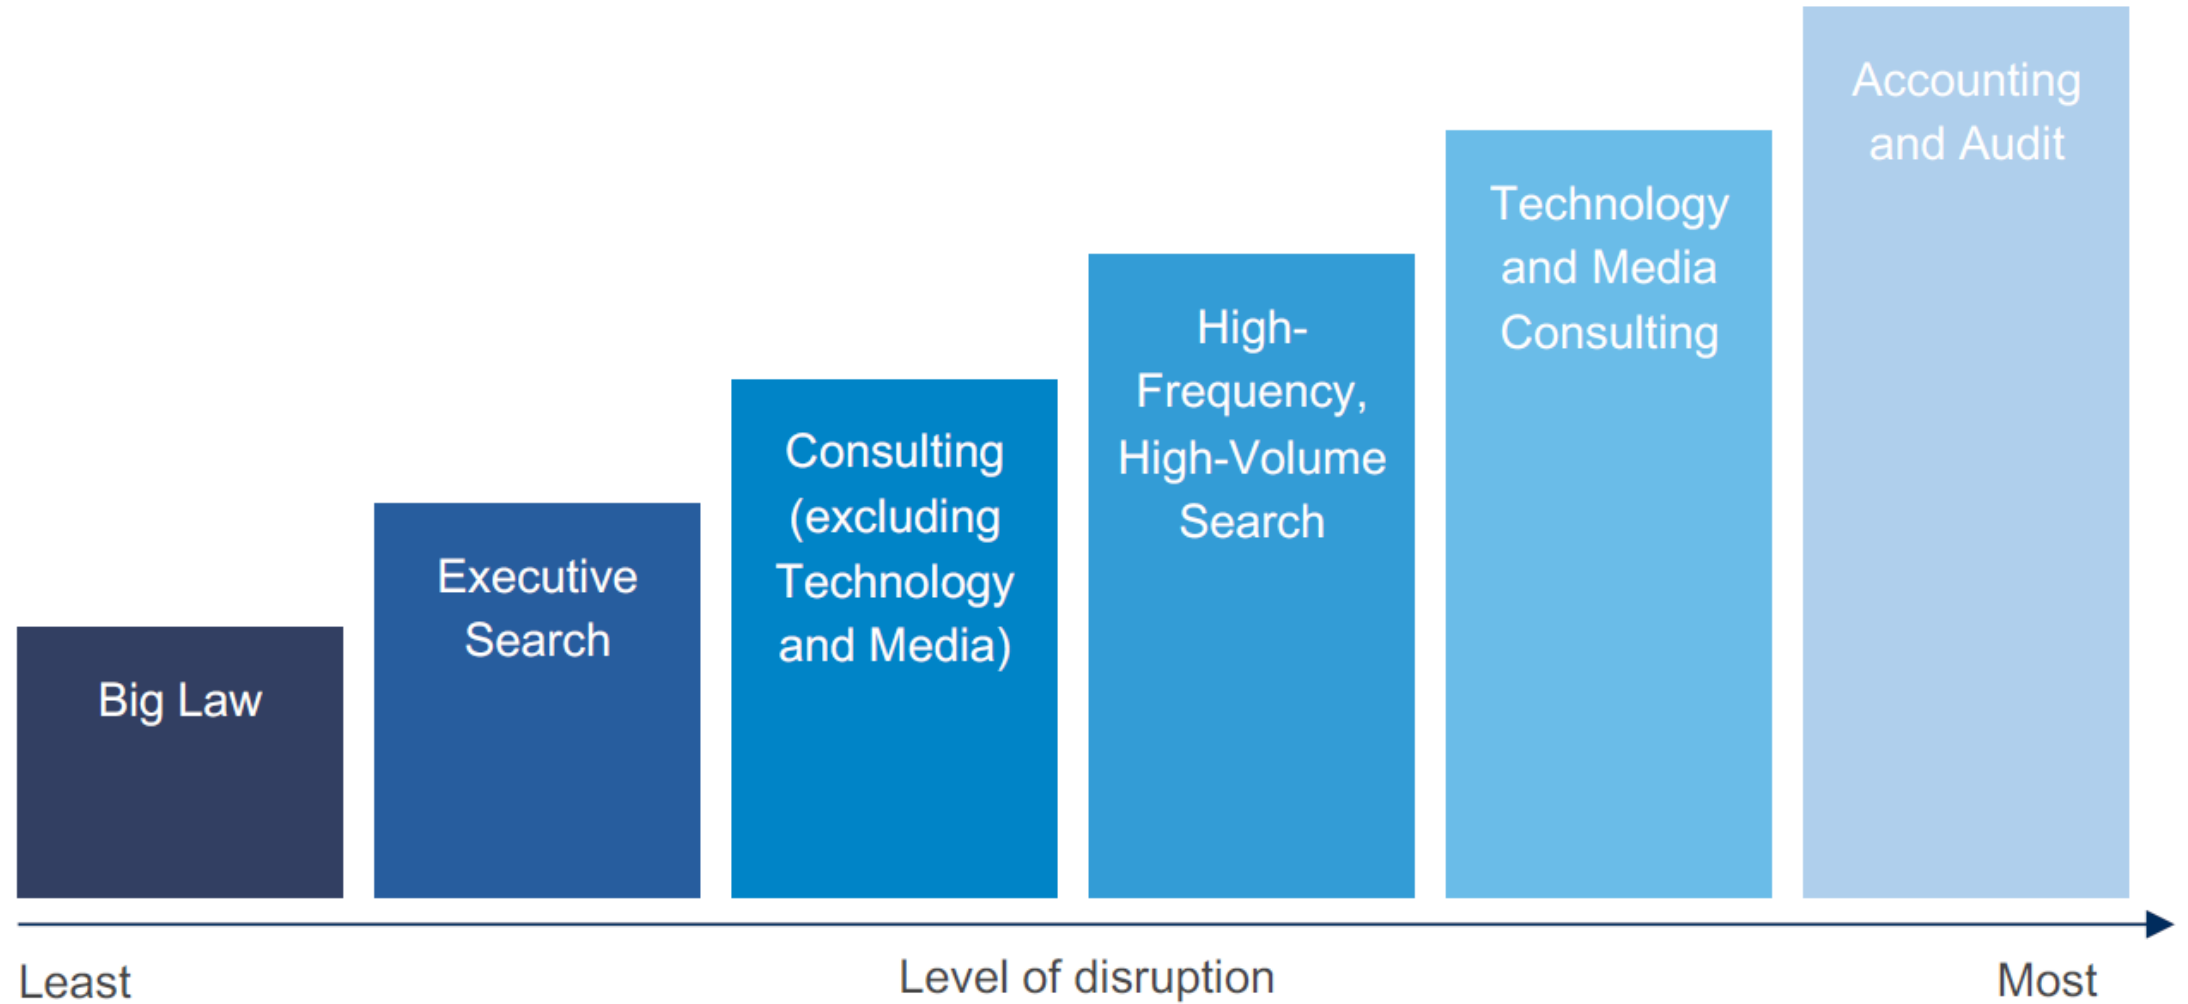 Big Law
Executive
Search
Consulting
(excluding
Technology
and Media)
High-
Frequency,
High-Volume
Search
Technology
and Media
Consulting
Accounting
and Audit
Least
Level of disruption
Most